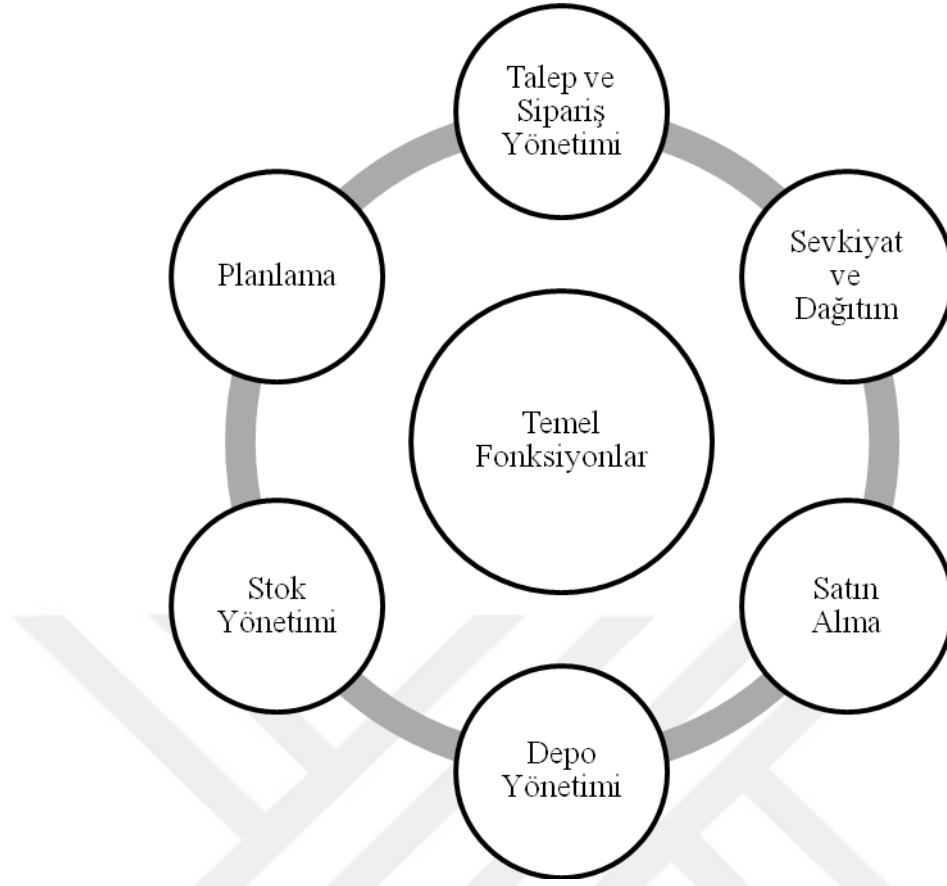 Talep ve
Sipariş
Yönetimi
Sevkiyat
ve
Dağıtım
Satın
Alma
Depo
Yönetimi
Stok
Yönetimi
Planlama
Temel
Fonksiyonlar